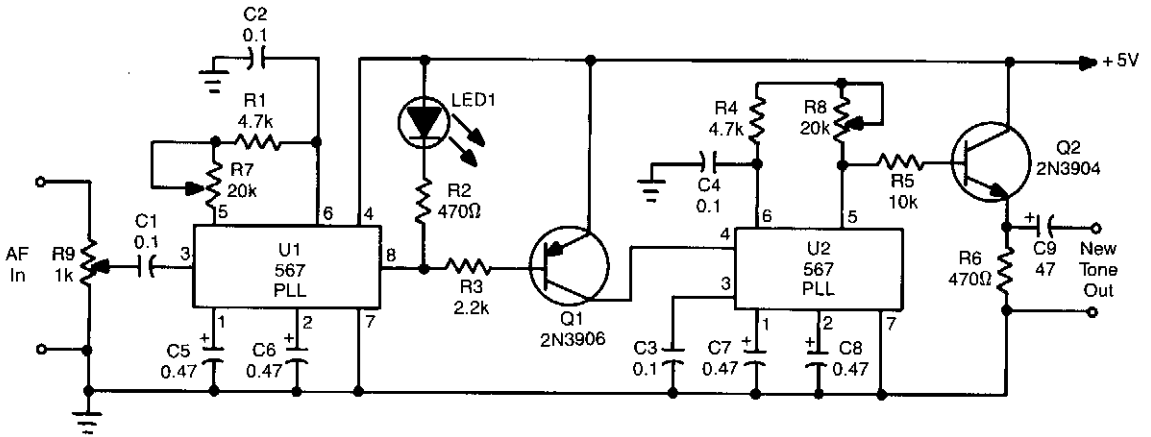 C2
0.1
+ 5V
R1
4.7k
LED1
R4
4.7k
R8
20k
Q2
2N3904
R7
20k
R2
470Ω
C4
0.1
R5
10k
AF
In
R9
1k
C1
0.1
3
5
6
4
U1
567
PLL
8
1
2
7
R3
2.2k
Q1
2N3906
4
3
6
5
U2
567
PLL
1
2
7
R6
470Ω
+
C9
47
New
Tone
Out
C5
0.47
+
C6
0.47
+
C3
0.1
C7
0.47
+
C8
0.47
+